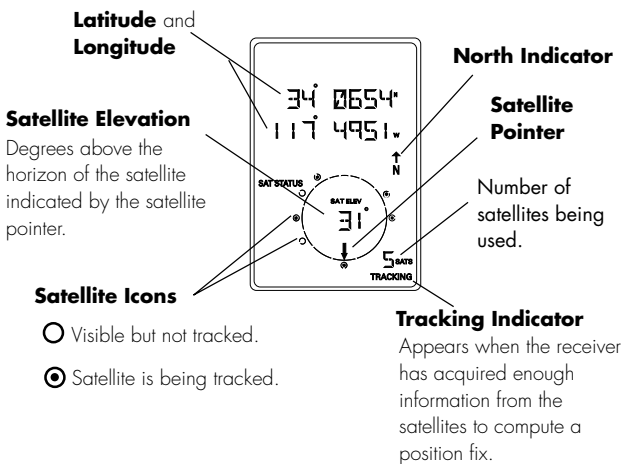 Latitude and
Longitude
North Indicator
34° 0654N
117° 4951W
Satellite
Pointer
Satellite Elevation
Degrees above the
horizon of the satellite
indicated by the satellite
pointer.
N
SAT STATUS
SAT ELEV
31°
Number of
satellites being
used.
5 SATS
TRACKING
Satellite Icons
Visible but not tracked.
Satellite is being tracked.
Tracking Indicator
Appears when the receiver
has acquired enough
information from the
satellites to compute a
position fix.